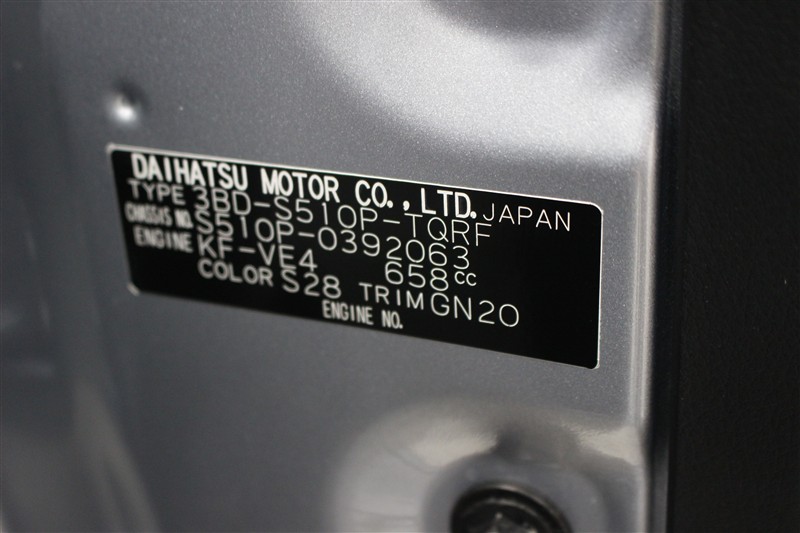 DAIHATSU MOTOR CO.,LTD. JAPAN
TYPE 3BD-S510P-TQRF
CHASSIS NO. S510P-0392063
ENGINE KF-VE4 658cc
COLOR S28 TRIM GN20
ENGINE NO.